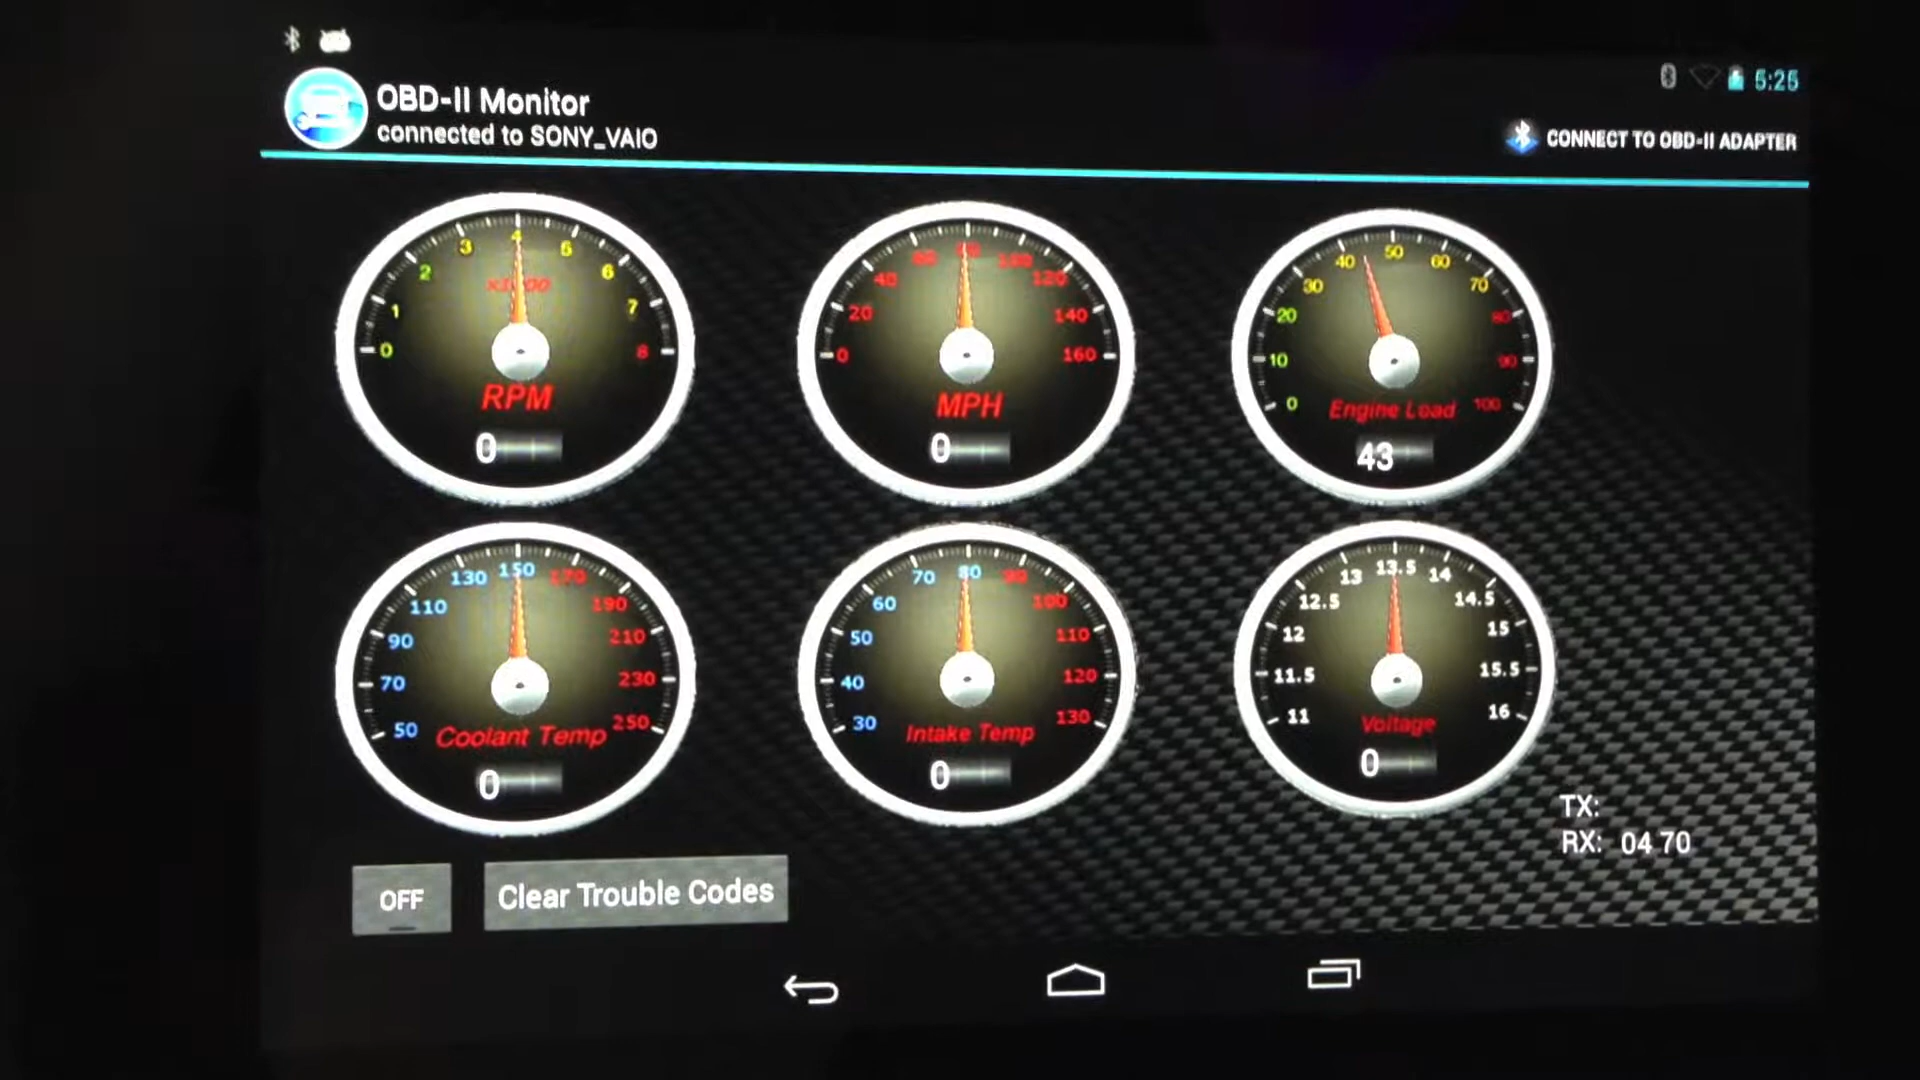 5:25
OBD-II Monitor
connected to SONY_VAIO
CONNECT TO OBD-II ADAPTER
0 1 2 3 4 5 6 7 8
RPM
0
0 20 40 120 140 160
MPH
0
0 10 20 30 40 50 60 70 80 90 100
Engine Load
43
50 70 90 110 130 150 170 190 210 230 250
Coolant Temp
0
30 40 50 60 70 80 90 100 110 120 130
Intake Temp
0
11 11.5 12 12.5 13 13.5 14 14.5 15 15.5 16
Voltage
0
TX:
RX: 04 70
OFF
Clear Trouble Codes